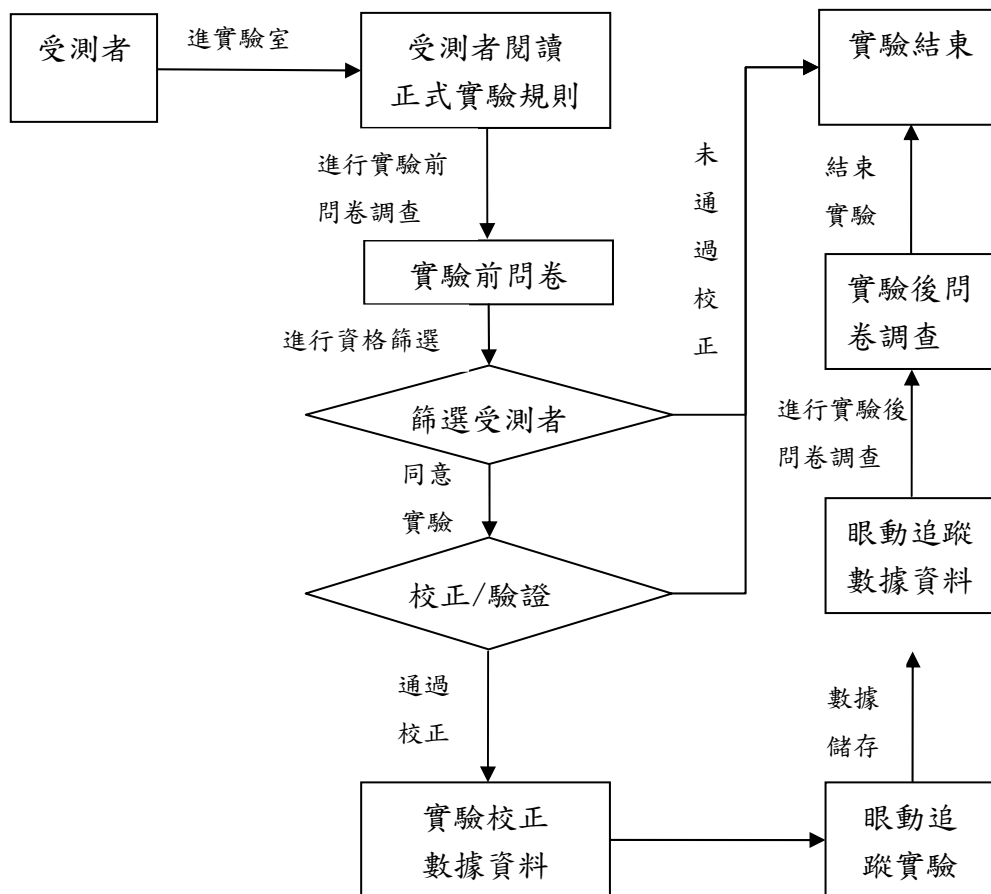 受測者
進實驗室
受測者閱讀
正式實驗規則
實驗結束
進行實驗前
問卷調查
未
通
過
校
正
結束
實驗
實驗前問卷
實驗後問
卷調查
進行資格篩選
篩選受測者
進行實驗後
問卷調查
同意
實驗
眼動追蹤
數據資料
校正/驗證
通過
校正
數據
儲存
實驗校正
數據資料
眼動追
蹤實驗